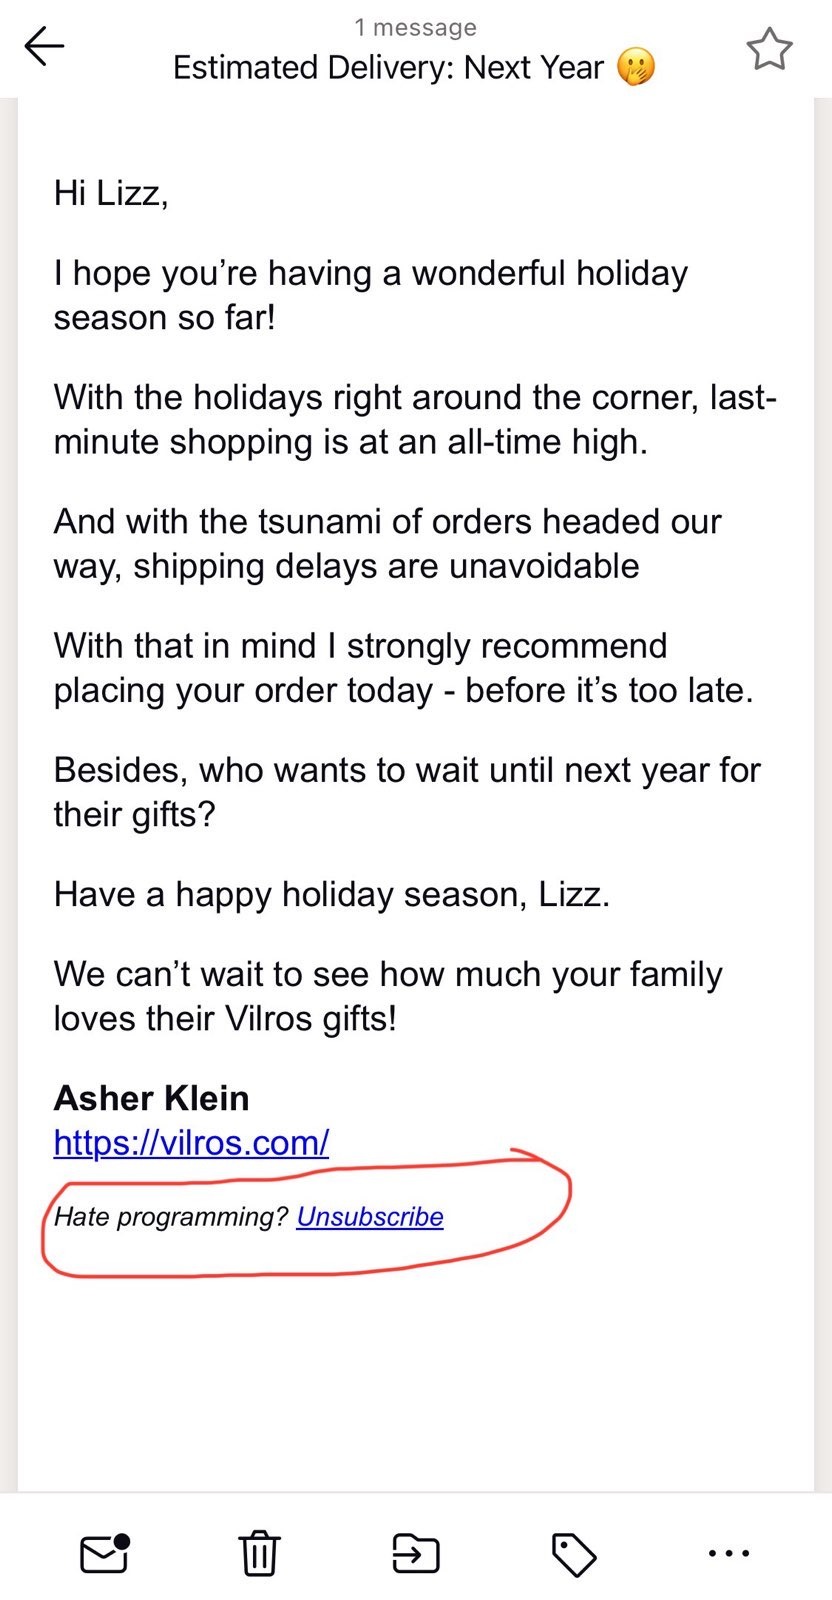 1 message
Estimated Delivery: Next Year 🤭
Hi Lizz,
I hope you’re having a wonderful holiday
season so far!
With the holidays right around the corner, last-
minute shopping is at an all-time high.
And with the tsunami of orders headed our
way, shipping delays are unavoidable
With that in mind I strongly recommend
placing your order today - before it’s too late.
Besides, who wants to wait until next year for
their gifts?
Have a happy holiday season, Lizz.
We can’t wait to see how much your family
loves their Vilros gifts!
Asher Klein
https://vilros.com/
Hate programming? Unsubscribe